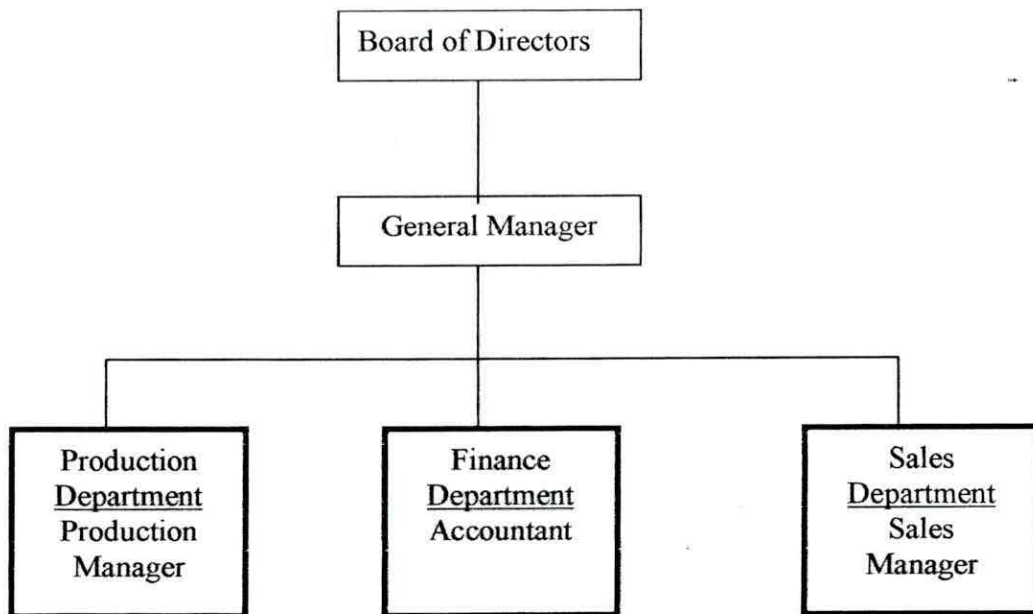 Board of Directors
General Manager
Production
Department
Production
Manager
Finance
Department
Accountant
Sales
Department
Sales
Manager